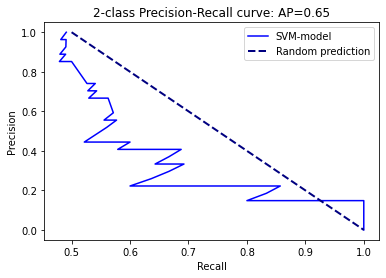 2-class Precision-Recall curve: AP=0.65
SVM-model
Random prediction
Precision
1.0
0.8
0.6
0.4
0.2
0.0
0.5 0.6 0.7 0.8 0.9 1.0
Recall